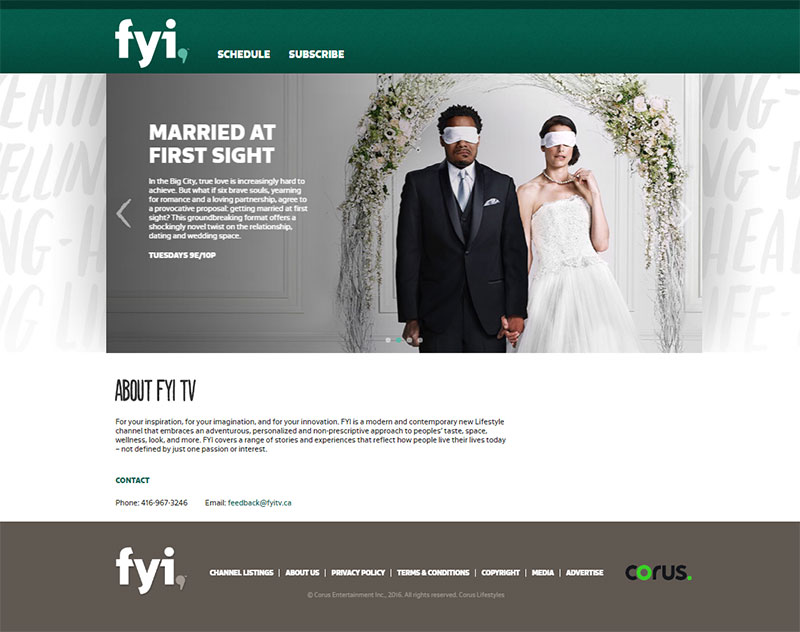 fyi,
SCHEDULE SUBSCRIBE
MARRIED AT
FIRST SIGHT
In the Big City, true love is increasingly hard to
achieve. But what if six brave souls, yearning
for romance and a loving partnership, agree to
a provocative proposal: getting married at first
sight? This groundbreaking format offers a
shockingly novel twist on the relationship,
dating and wedding space.
TUESDAYS 9E/10P
ABOUT FYI TV
For your inspiration, for your imagination, and for your innovation, FYI is a modern and contemporary new Lifestyle
channel that embraces an adventurous, personalized and non-prescriptive approach to peoples' taste, space,
wellness, look, and more. FYI covers a range of stories and experiences that reflect how people live their lives today
– not defined by just one passion or interest.
CONTACT
Phone: 416-967-3246 Email: feedback@fyitv.ca
fyi,
CHANNEL LISTINGS | ABOUT US | PRIVACY POLICY | TERMS & CONDITIONS | COPYRIGHT | MEDIA | ADVERTISE
corus.
© Corus Entertainment Inc., 2016. All rights reserved. Corus Lifestyles